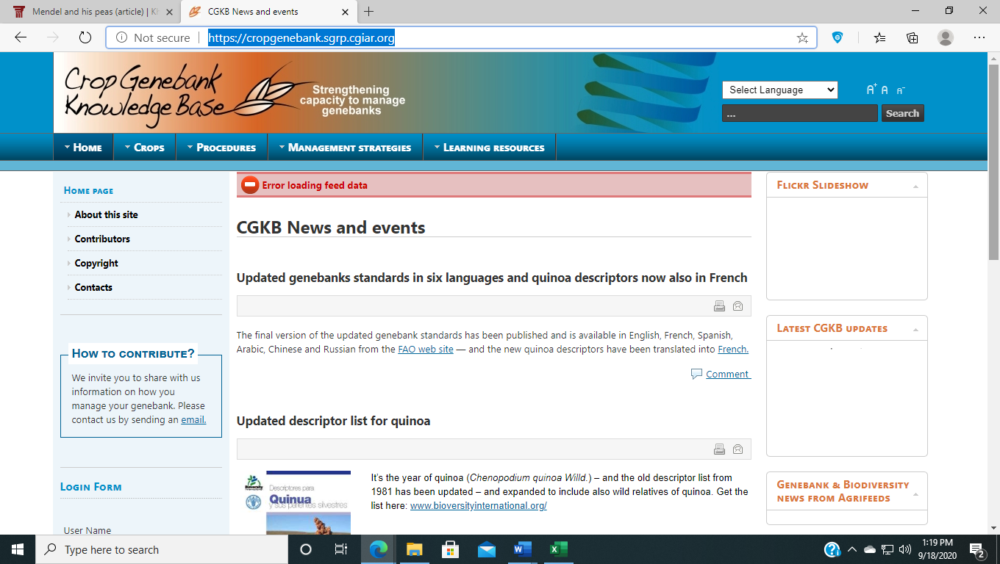 Mendel and his peas (article) | Kh
CGKB News and events
Not secure
https://cropgenebank.sgrp.cgiar.org
Crop Genebank
Knowledge Base
Strengthening
capacity to manage
genebanks
Select Language
A+ A A-
...
Search
Home
Crops
Procedures
Management strategies
Learning resources
Home page
About this site
Contributors
Copyright
Contacts
How to contribute?
We invite you to share with us
information on how you
manage your genebank. Please
contact us by sending an email.
Login Form
User Name
Error loading feed data
CGKB News and events
Updated genebanks standards in six languages and quinoa descriptors now also in French
The final version of the updated genebank standards has been published and is available in English, French, Spanish,
Arabic, Chinese and Russian from the FAO web site — and the new quinoa descriptors have been translated into French.
Comment
Updated descriptor list for quinoa
Bioversity
Descriptores para
Quinua
y sus parientes silvestres
It's the year of quinoa (Chenopodium quinoa Willd.) – and the old descriptor list from
1981 has been updated – and expanded to include also wild relatives of quinoa. Get the
list here: www.bioversityinternational.org/
Flickr Slideshow
Latest CGKB updates
Genebank & Biodiversity
news from Agrifeeds
Type here to search
1:19 PM
9/18/2020
2